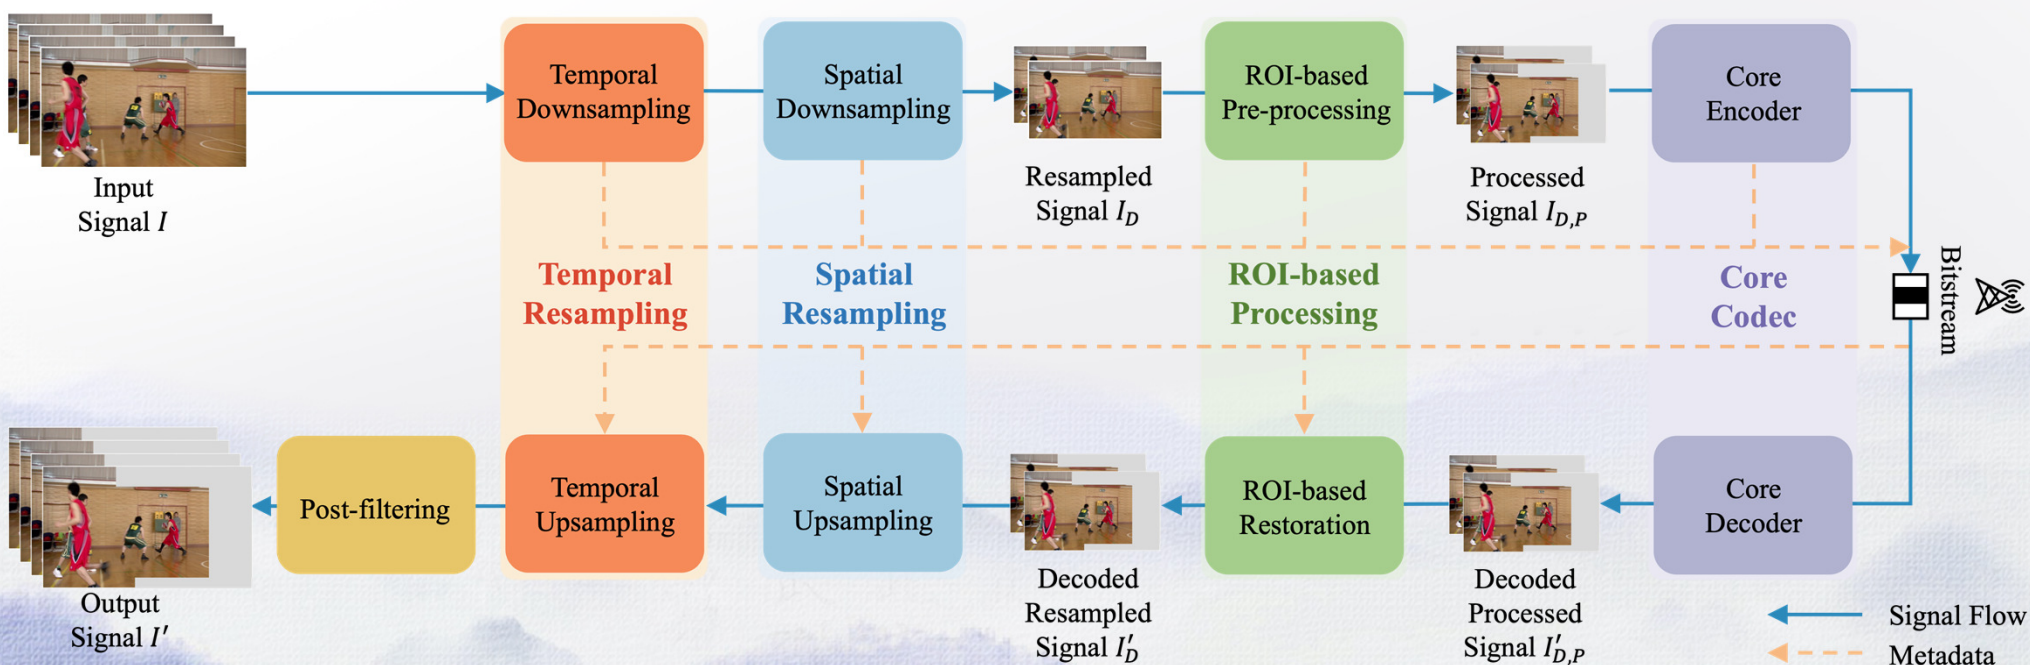 Temporal
Downsampling
Spatial
Downsampling
ROI-based
Pre-processing
Core
Encoder
Input
Signal I
Resampled
Signal I_D
Processed
Signal I_{D,P}
Temporal
Resampling
Spatial
Resampling
ROI-based
Processing
Core
Codec
Bitstream
Post-filtering
Temporal
Upsampling
Spatial
Upsampling
ROI-based
Restoration
Core
Decoder
Output
Signal I′
Decoded
Resampled
Signal I′_D
Decoded
Processed
Signal I′_{D,P}
Signal Flow
Metadata